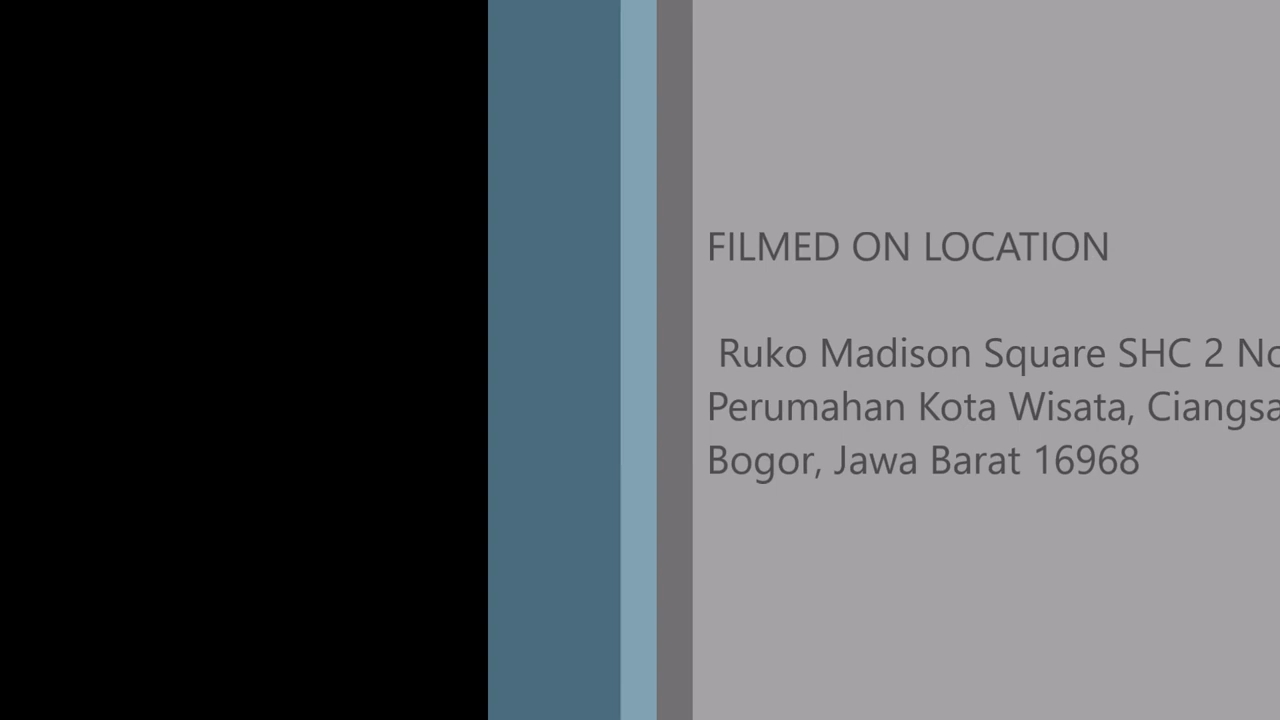 FILMED ON LOCATION
Ruko Madison Square SHC 2
Perumahan Kota Wisata,
Bogor, Jawa Barat 16968